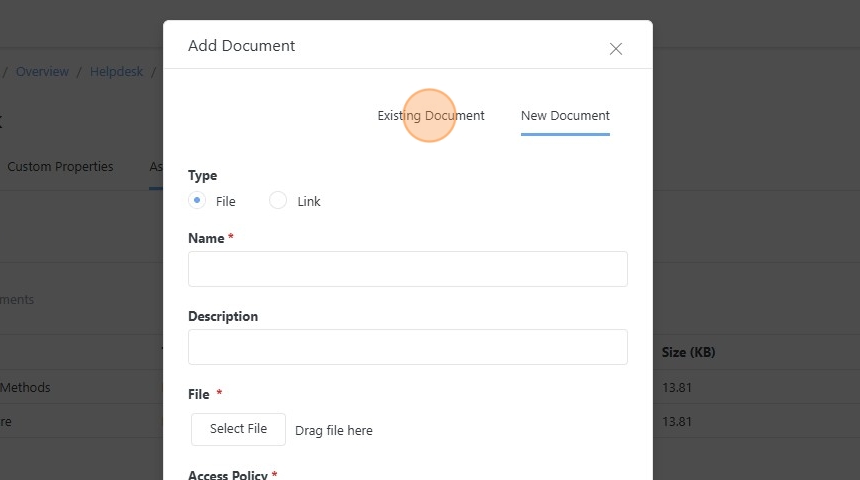 Add Document
/ Overview / Helpdesk /
Existing Document New Document
Custom Properties As
Type
File Link
Name *
ments
Description
Size (KB)
Methods 13.81
File *
re 13.81
Select File Drag file here
Access Policy *